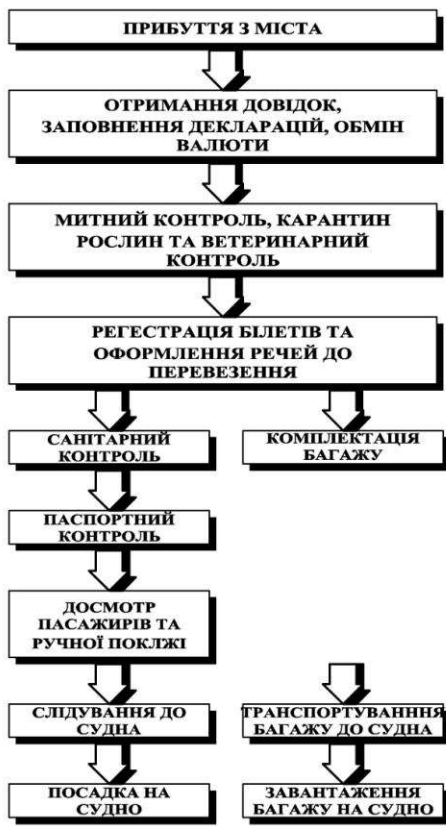 ПРИБУТТЯ З МІСТА
ОТРИМАННЯ ДОВІДОК,
ЗАПОВНЕННЯ ДЕКЛАРАЦІЙ, ОБМІН
ВАЛЮТИ
МИТНИЙ КОНТРОЛЬ, КАРАНТИН
РОСЛИН ТА ВЕТЕРИНАРНИЙ
КОНТРОЛЬ
РЕГЕСТРАЦІЯ БІЛЕТІВ ТА
ОФОРМЛЕННЯ РЕЧЕЙ ДО
ПЕРЕВЕЗЕННЯ
САНІТАРНИЙ
КОНТРОЛЬ
КОМПЛЕКТАЦІЯ
БАГАЖУ
ПАСПОРТНИЙ
КОНТРОЛЬ
ДОСМОТР
ПАСАЖИРІВ ТА
РУЧНОЇ ПОКЛЖІ
СЛІДУВАННЯ ДО
СУДНА
ТРАНСПОРТУВАНННЯ
БАГАЖУ ДО СУДНА
ПОСАДКА НА
СУДНО
ЗАВАНТАЖЕННЯ
БАГАЖУ НА СУДНО